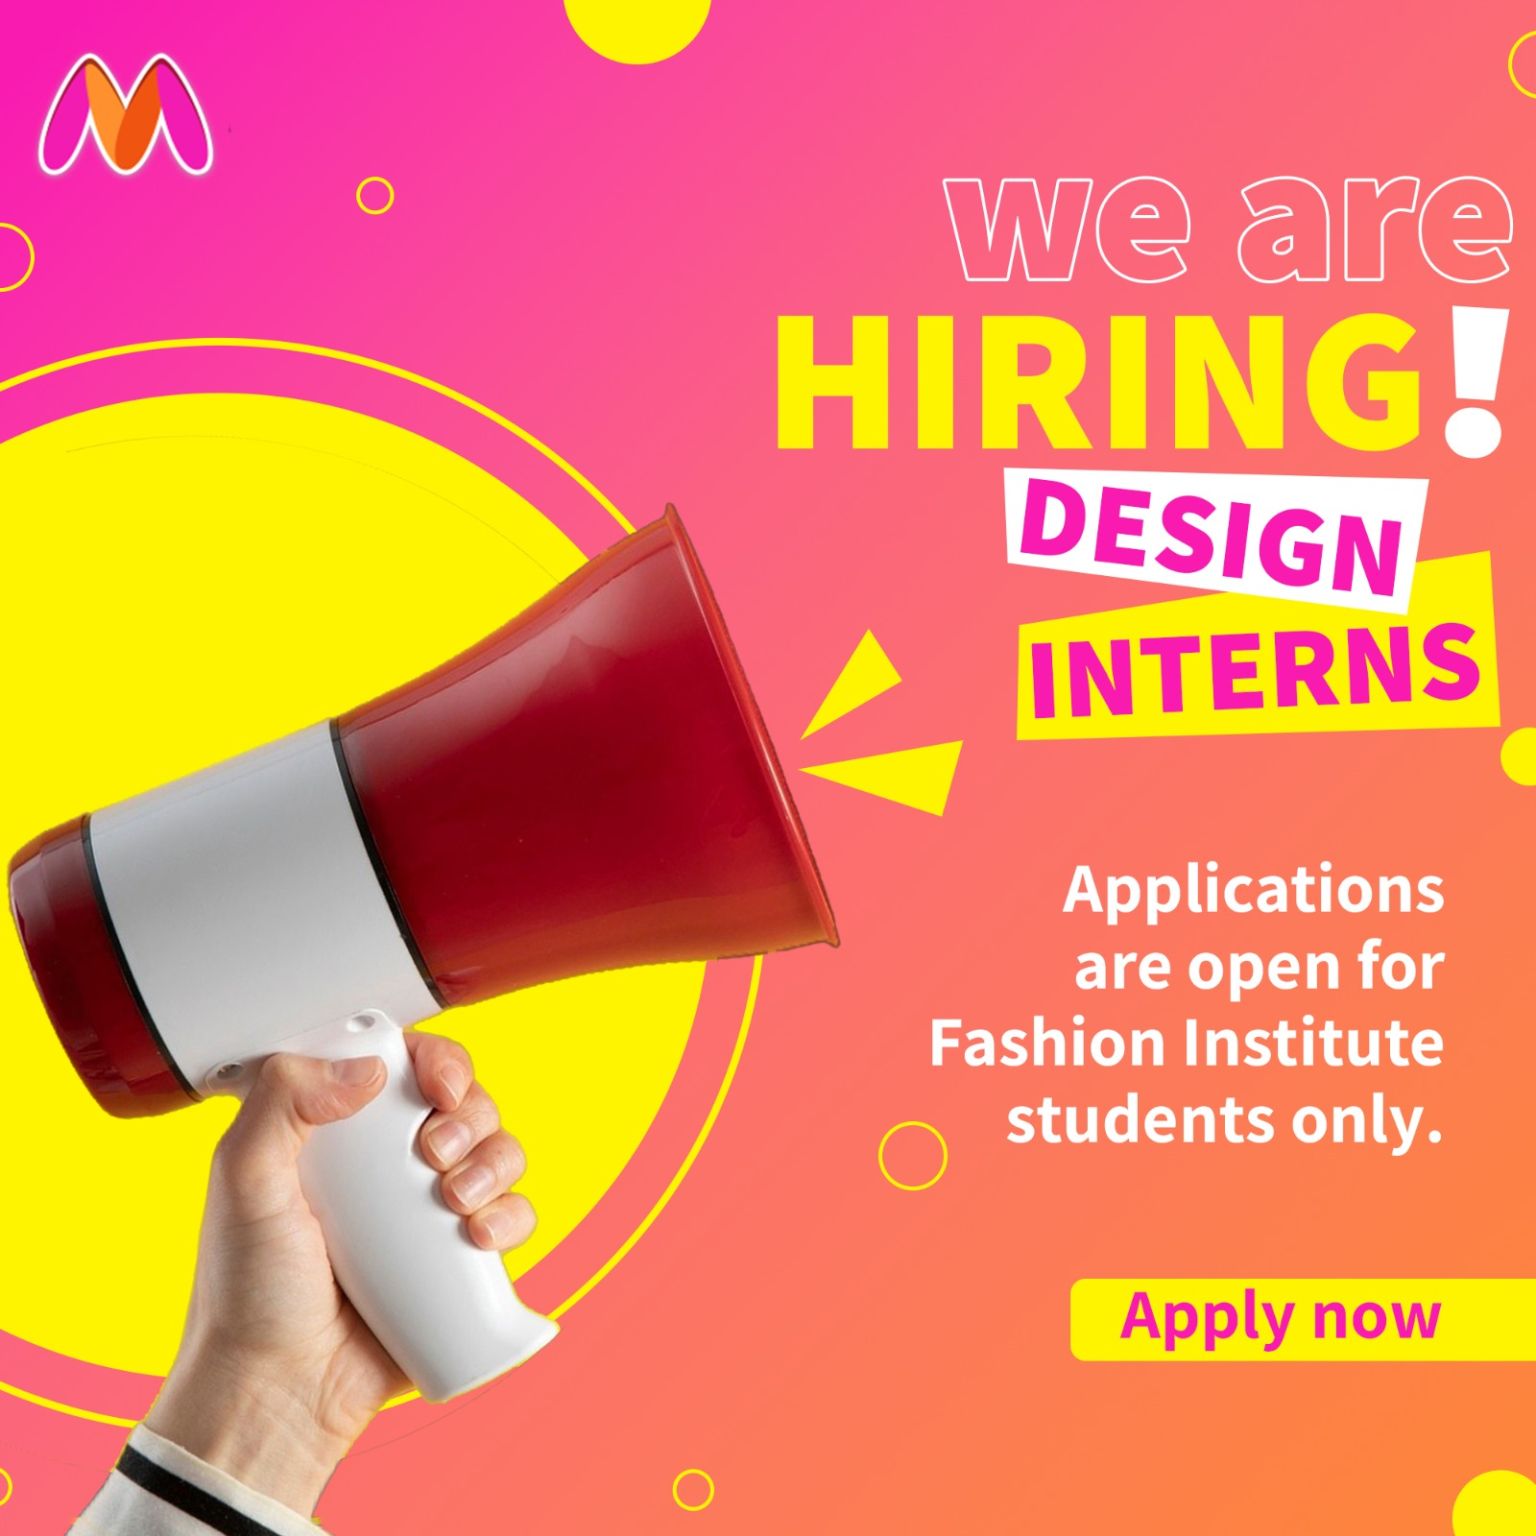 we are
HIRING!
DESIGN
INTERNS
Applications
are open for
Fashion Institute
students only.
Apply now